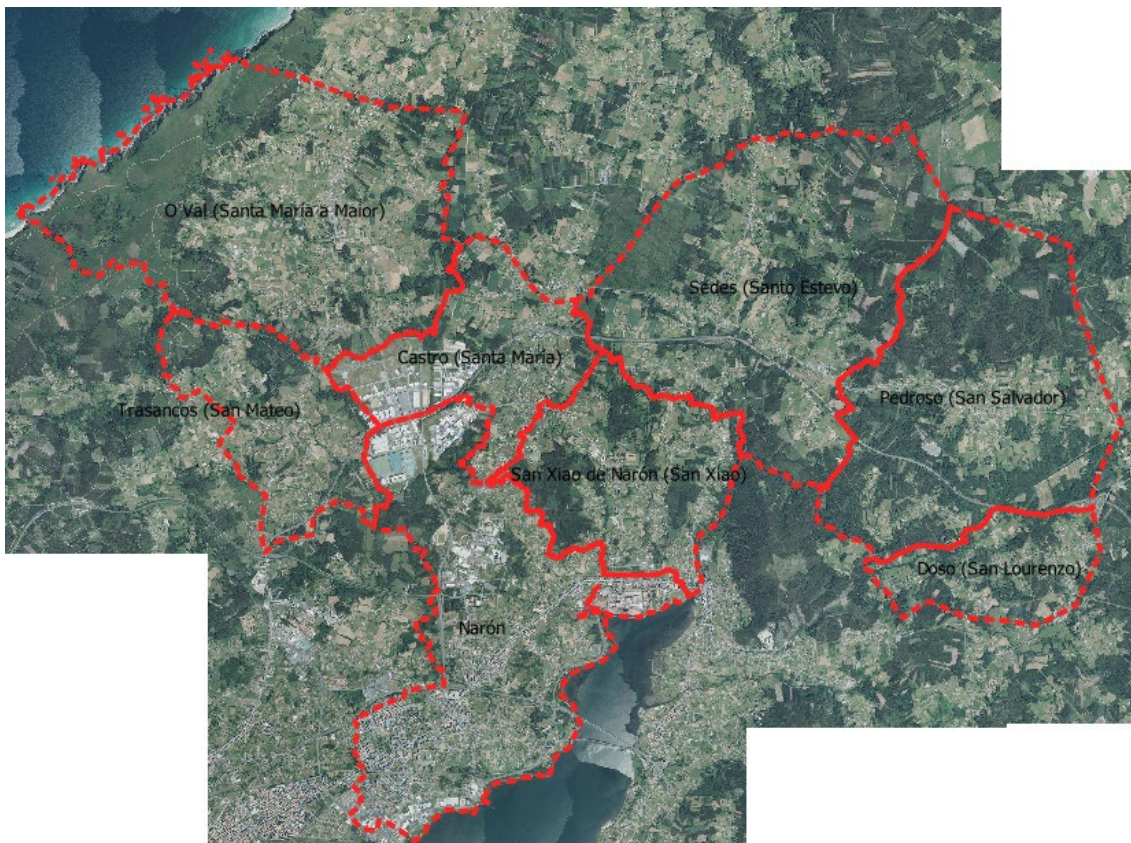 O Val (Santa María a Maior)
Sedes (Santo Estevo)
Castro (Santa María)
Trasancos (San Mateo)
Pedroso (San Salvador)
San Xiao de Narón (San Xiao)
Doso (San Lourenzo)
Narón